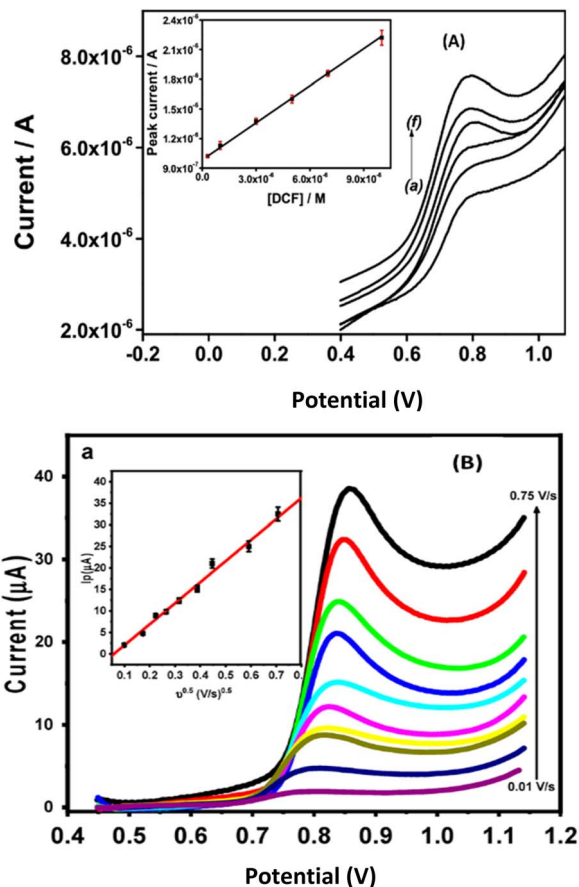 (A)
Current / A
8.0x10⁻⁶
6.0x10⁻⁶
4.0x10⁻⁶
2.0x10⁻⁶
-0.2 0.0 0.2 0.4 0.6 0.8 1.0
Potential (V)
Peak current / A
2.4x10⁻⁶
2.1x10⁻⁶
1.8x10⁻⁶
1.5x10⁻⁶
1.2x10⁻⁶
9.0x10⁻⁷
3.0x10⁻⁶ 6.0x10⁻⁶ 9.0x10⁻⁶
[DCF] / M
(f)
(a)
a
(B)
Current (µA)
40
30
20
10
0
0.4 0.5 0.6 0.7 0.8 0.9 1.0 1.1 1.2
Potential (V)
Ip(µA)
40
35
30
25
20
15
10
5
0
0.1 0.2 0.3 0.4 0.5 0.6 0.7 0.
υ⁰·⁵ (V/s)⁰·⁵
0.75 V/s
0.01 V/s